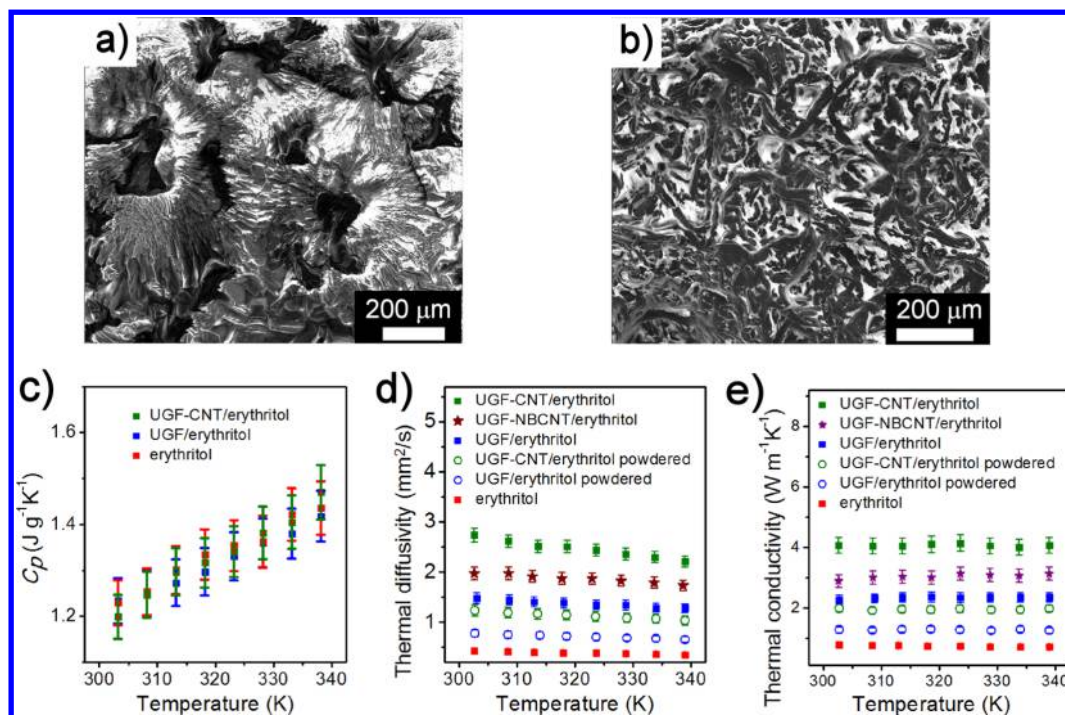 a)
200 μm
b)
200 μm
c)
UGF-CNT/erythritol
UGF/erythritol
erythritol
1.6
1.4
1.2
Cp (J g⁻¹K⁻¹)
300 310 320 330 340
Temperature (K)
d)
UGF-CNT/erythritol
UGF-NBCNT/erythritol
UGF/erythritol
UGF-CNT/erythritol powdered
UGF/erythritol powdered
erythritol
5
4
3
2
1
Thermal diffusivity (mm²/s)
300 310 320 330 340
Temperature (K)
e)
UGF-CNT/erythritol
UGF-NBCNT/erythritol
UGF/erythritol
UGF-CNT/erythritol powdered
UGF/erythritol powdered
erythritol
8
6
4
2
Thermal conductivity (W m⁻¹K⁻¹)
300 310 320 330 340
Temperature (K)